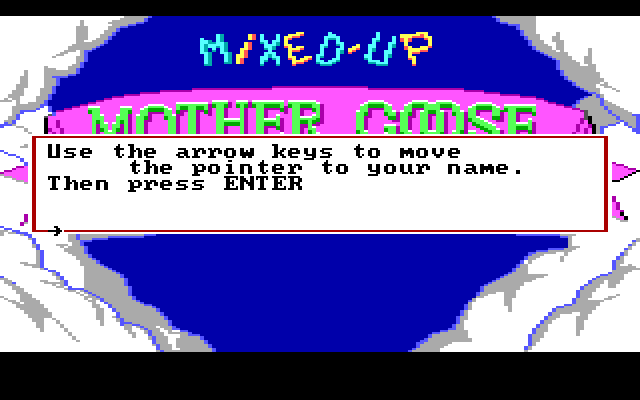 MIXED-UP
MOTHER GOOSE
Use the arrow keys to move
the pointer to your name.
Then press ENTER